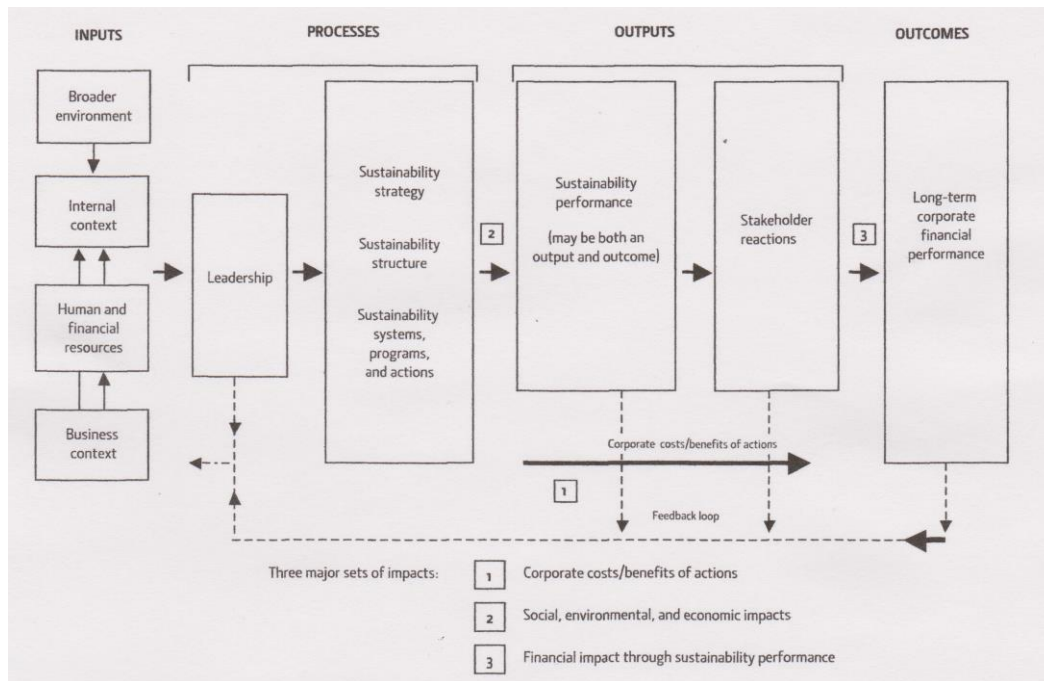 INPUTS
PROCESSES
OUTPUTS
OUTCOMES
Broader
environment
Internal
context
Human and
financial
resources
Business
context
Leadership
Sustainability
strategy
Sustainability
structure
Sustainability
systems,
programs,
and actions
2
Sustainability
performance
(may be both an
output and outcome)
Stakeholder
reactions
3
Long-term
corporate
financial
performance
Corporate costs/benefits of actions
1
Feedback loop
Three major sets of impacts:
1 Corporate costs/benefits of actions
2 Social, environmental, and economic impacts
3 Financial impact through sustainability performance